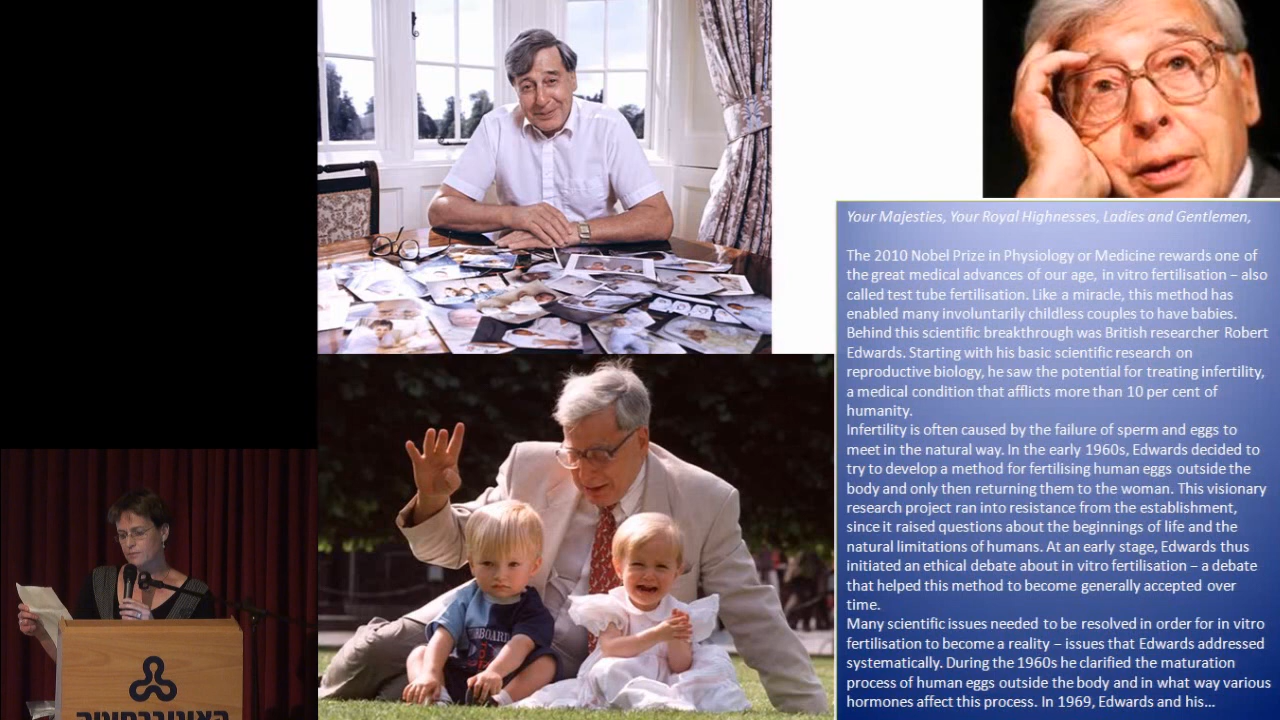 Your Majesties, Your Royal Highnesses, Ladies and Gentlemen,
The 2010 Nobel Prize in Physiology or Medicine rewards one of
the great medical advances of our age, in vitro fertilisation – also
called test tube fertilisation. Like a miracle, this method has
enabled many involuntarily childless couples to have babies.
Behind this scientific breakthrough was British researcher Robert
Edwards. Starting with his basic scientific research on
reproductive biology, he saw the potential for treating infertility,
a medical condition that afflicts more than 10 per cent of
humanity.
Infertility is often caused by the failure of sperm and eggs to
meet in the natural way. In the early 1960s, Edwards decided to
try to develop a method for fertilising human eggs outside the
body and only then returning them to the woman. This visionary
research project ran into resistance from the establishment,
since it raised questions about the beginnings of life and the
natural limitations of humans. At an early stage, Edwards thus
initiated an ethical debate about in vitro fertilisation – a debate
that helped this method to become generally accepted over
time.
Many scientific issues needed to be resolved in order for in vitro
fertilisation to become a reality – issues that Edwards addressed
systematically. During the 1960s he clarified the maturation
process of human eggs outside the body and in what way various
hormones affect this process. In 1969, Edwards and his...
האוניברסיטה